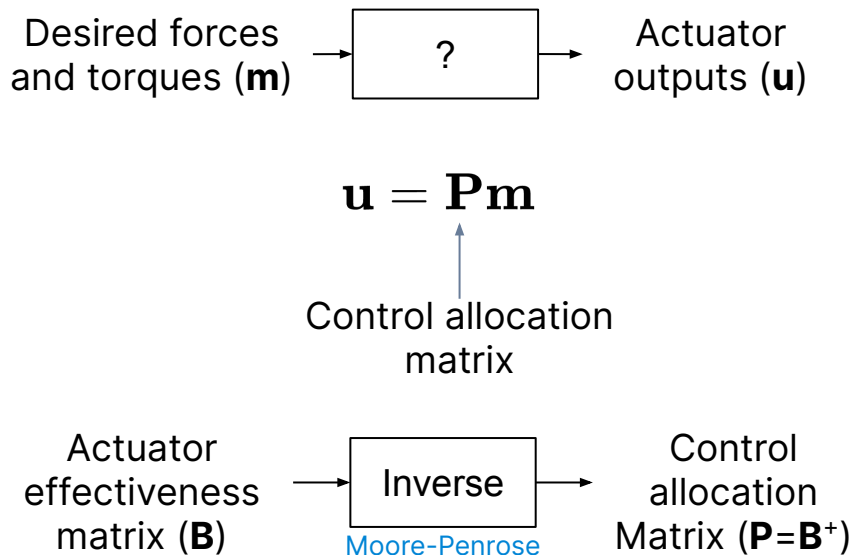 Desired forces
and torques (m)
?
Actuator
outputs (u)
u = Pm
Control allocation
matrix
Actuator
effectiveness
matrix (B)
Inverse
Moore-Penrose
Control
allocation
Matrix (P=B⁺)